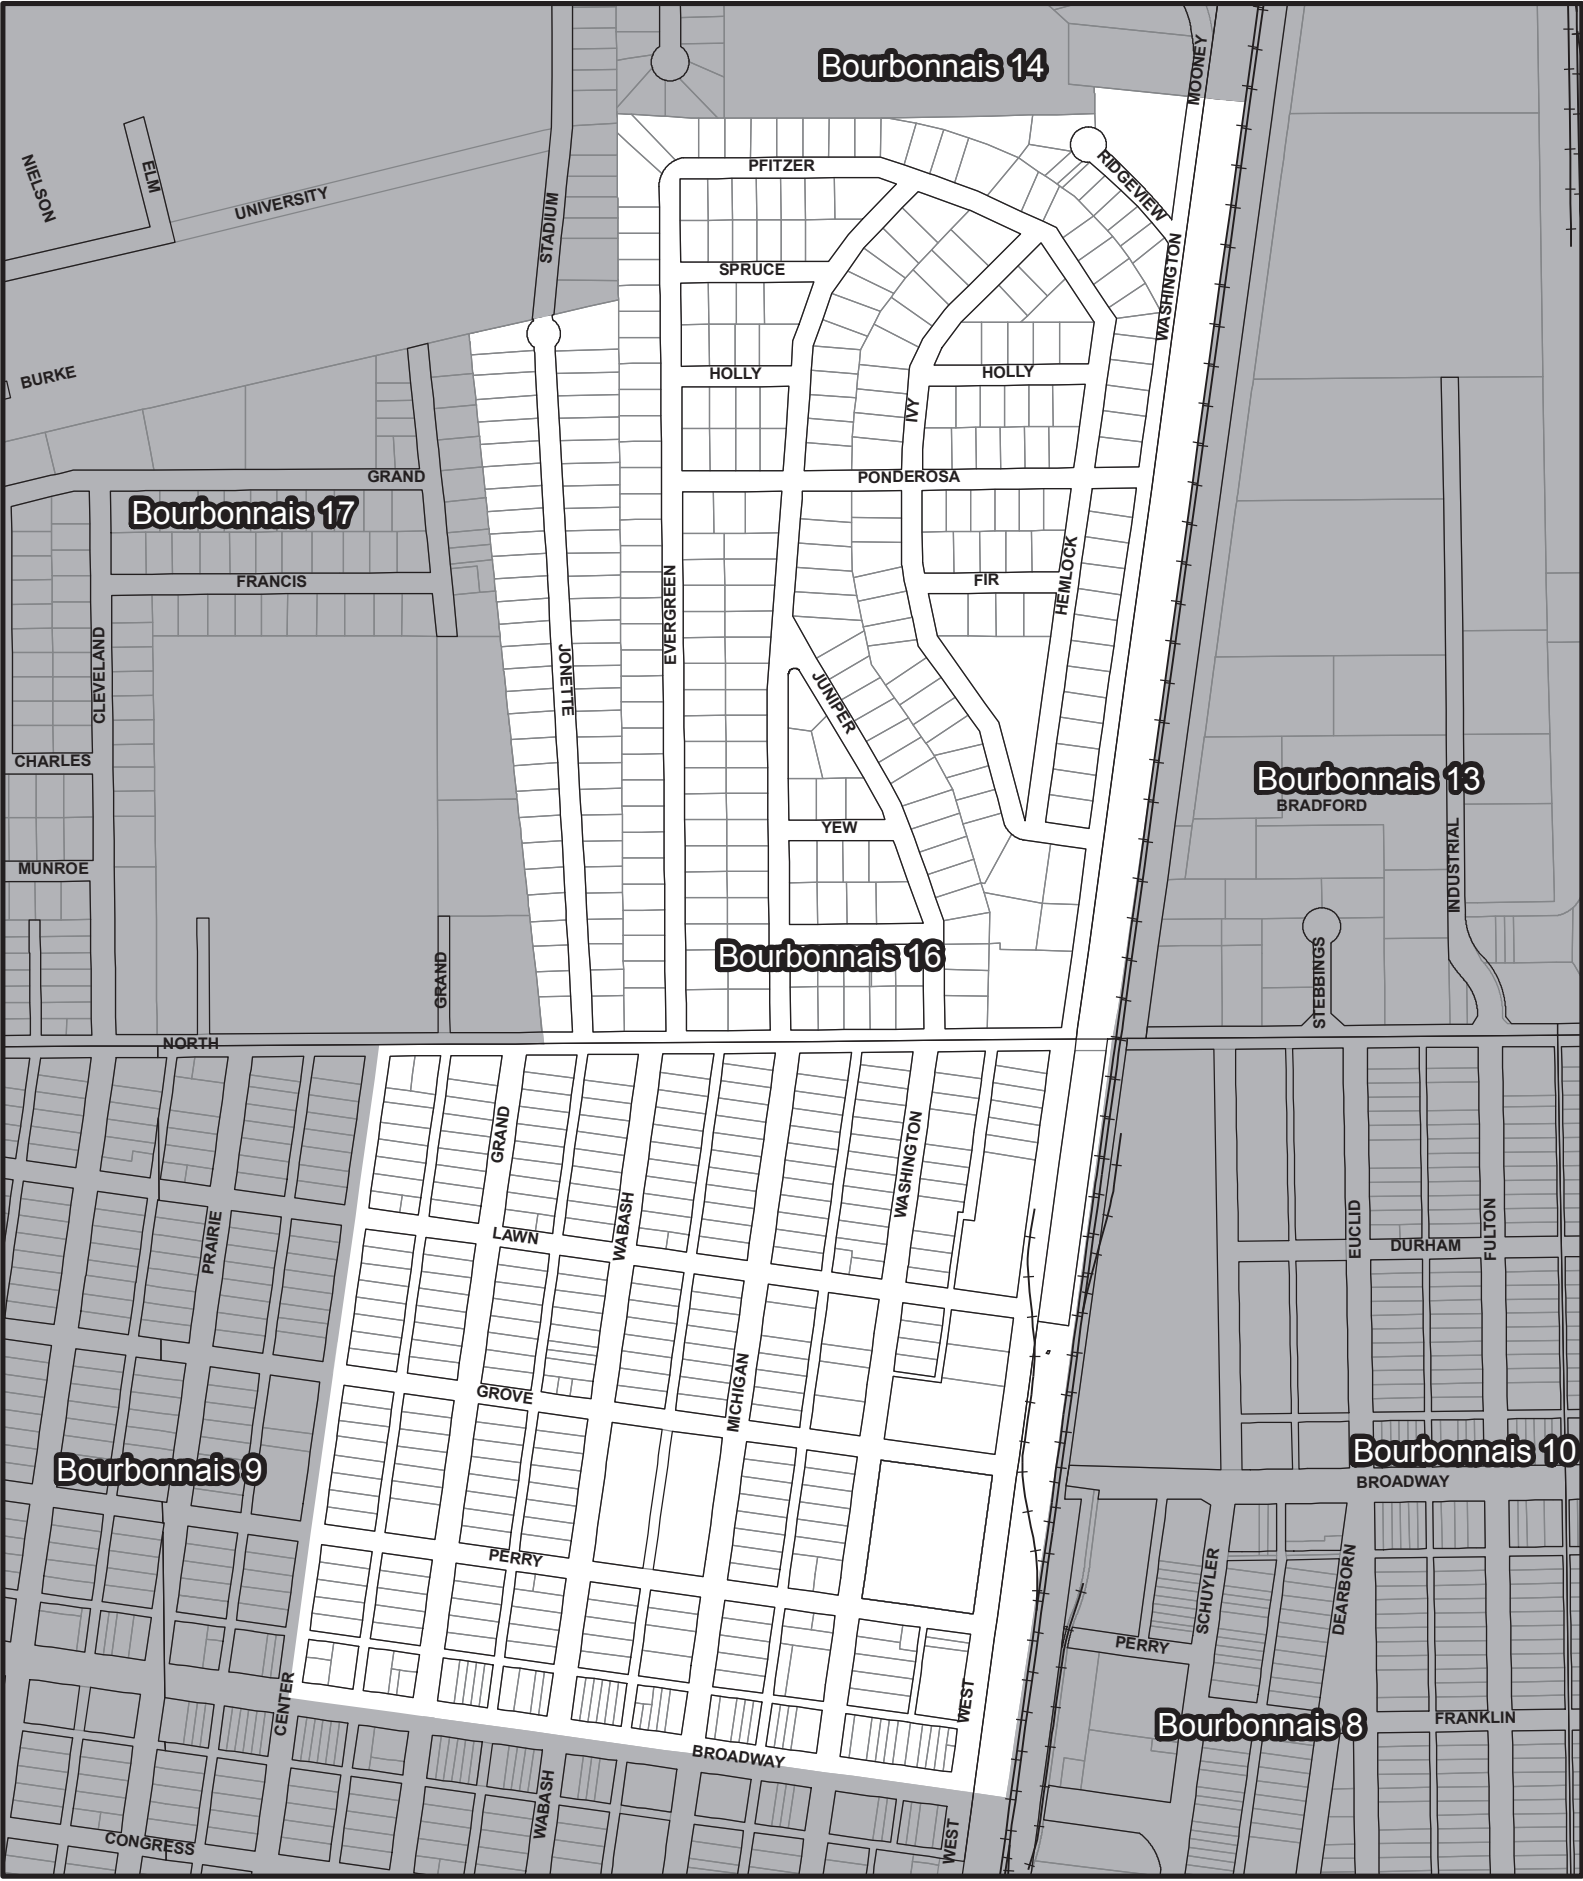 Bourbonnais 14
MOONEY
NIELSON
ELM
UNIVERSITY
STADIUM
PFITZER
RIDGEVIEW
SPRUCE
WASHINGTON
BURKE
HOLLY
HOLLY
IVY
GRAND
PONDEROSA
Bourbonnais 17
FRANCIS
EVERGREEN
FIR
HEMLOCK
CLEVELAND
JONETTE
JUNIPER
CHARLES
Bourbonnais 13
BRADFORD
YEW
MUNROE
INDUSTRIAL
Bourbonnais 16
GRAND
STEBBINGS
NORTH
GRAND
WASHINGTON
PRAIRIE
WABASH
LAWN
EUCLID
DURHAM
FULTON
GROVE
MICHIGAN
Bourbonnais 9
Bourbonnais 10
BROADWAY
PERRY
SCHUYLER
DEARBORN
PERRY
CENTER
WEST
Bourbonnais 8
FRANKLIN
BROADWAY
WABASH
CONGRESS
WEST